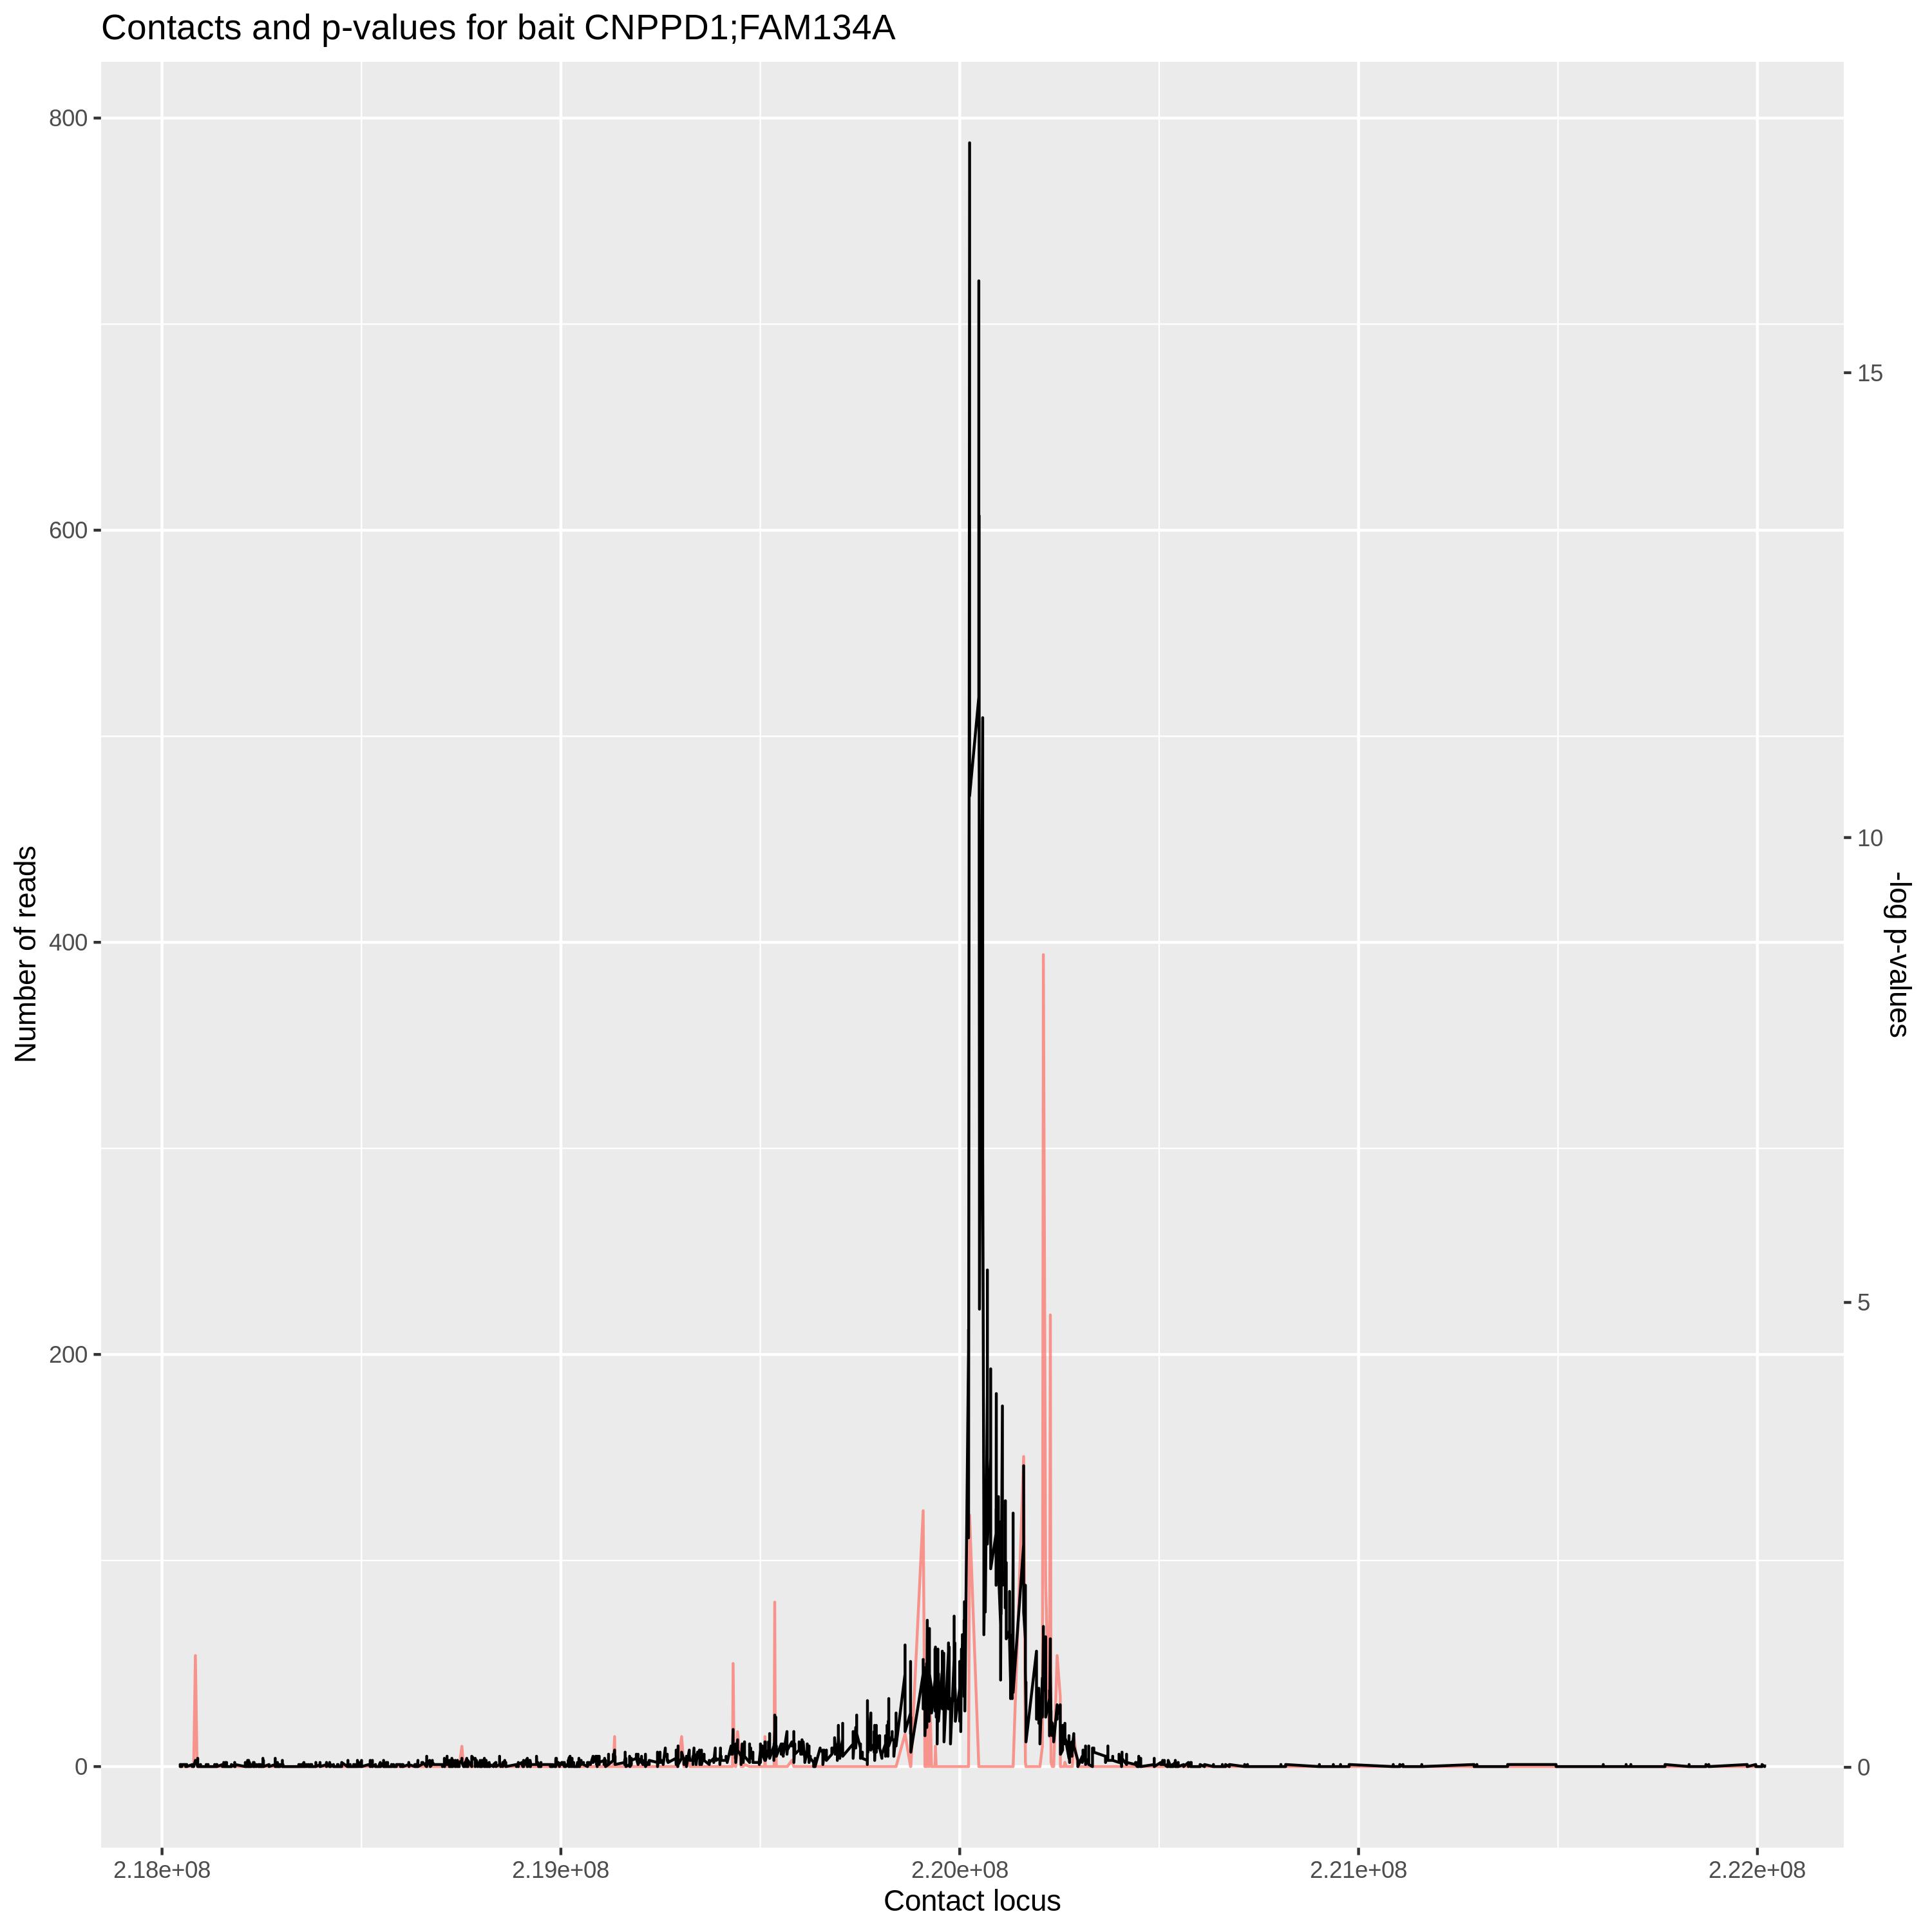 Contacts and p-values for bait CNPPD1;FAM134A
800
600
400
200
0
Number of reads
15
10
5
0
-log p-values
2.18e+08
2.19e+08
2.20e+08
2.21e+08
2.22e+08
Contact locus